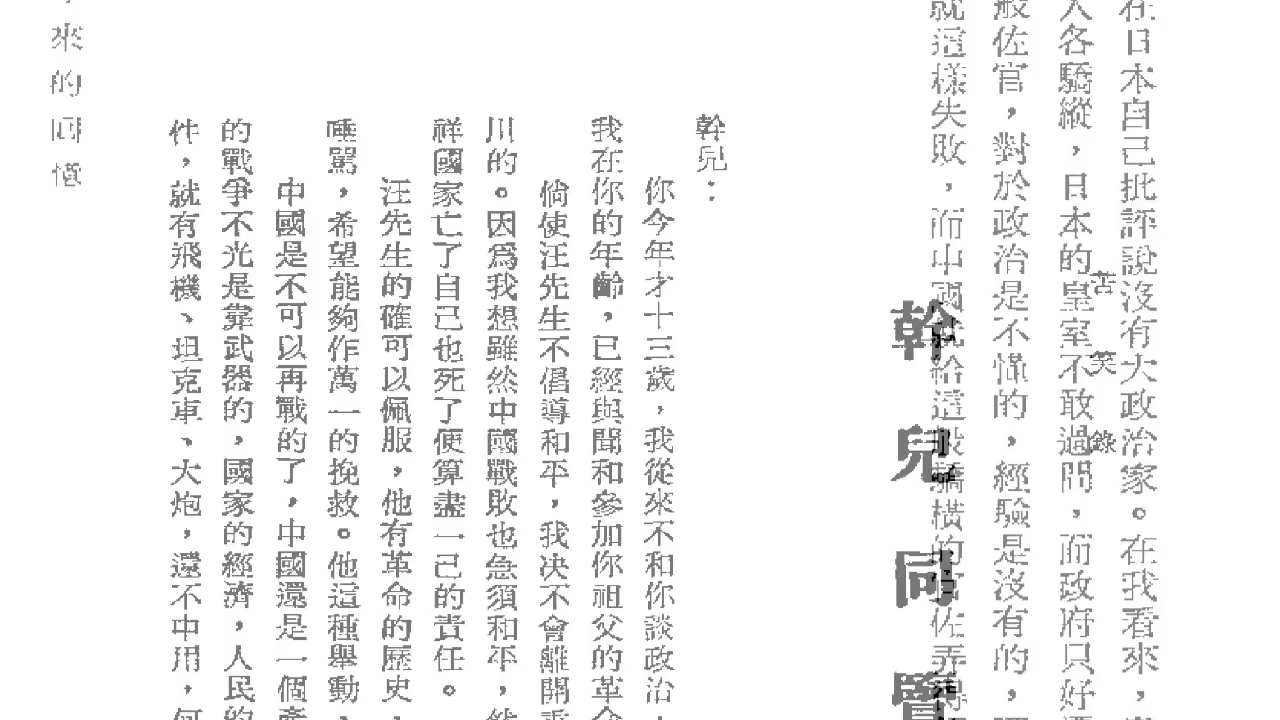 在日本自己批評說沒有大政治家。在我看來，
人各驕縱，日本的皇室不敢過問，而政府只好
苦笑錄
般佐官，對於政治是不懂的，經驗是沒有的，
就這樣失敗，而中國就給這般驕橫的官佐弄得
幹兒同覽
幹兒：
你今年才十三歲，我從來不和你談政治，
我在你的年齡，已經與聞和參加你祖父的革命
倘使汪先生不倡導和平，我決不會離開重
川的。因爲我想雖然中國戰敗也急須和平，
祥國家亡了自己也死了便算盡一己的責任。
汪先生的確可以佩服，他有革命的歷史，
唾罵，希望能夠作萬一的挽救。他這種舉動，
中國是不可以再戰的了，中國還是一個產
的戰爭不光是靠武器的，國家的經濟，人民的
件，就有飛機、坦克車、大炮，還不中用，何
來的回憶